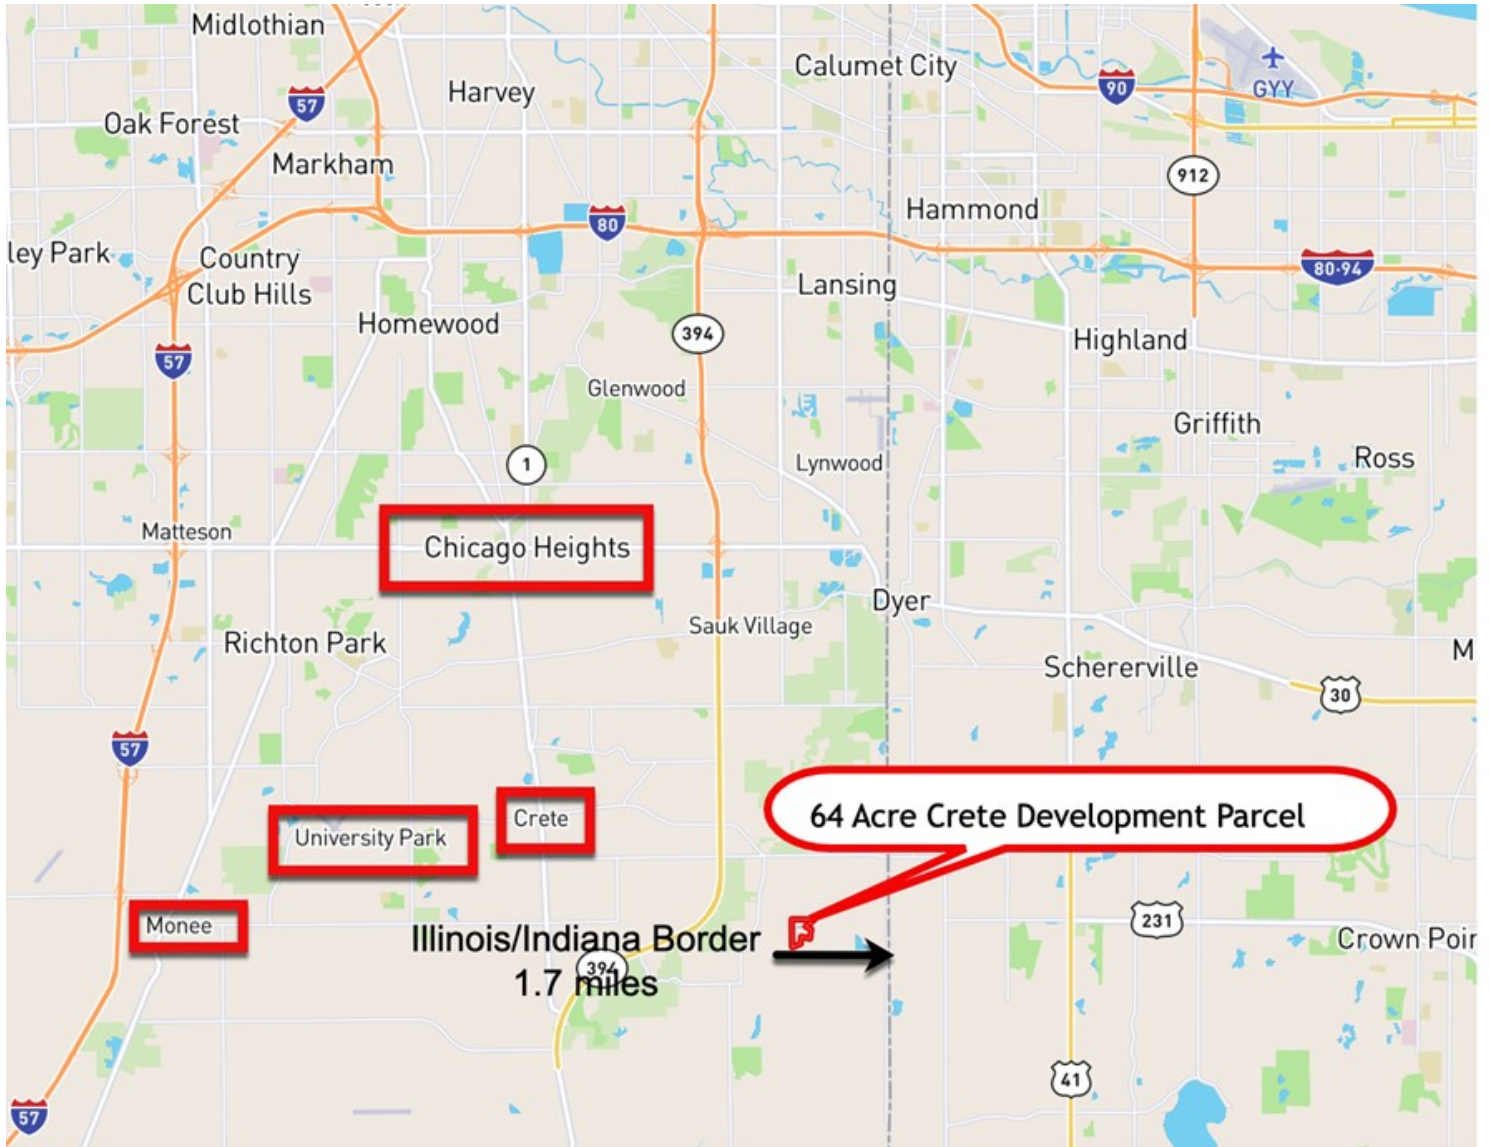 Midlothian
Calumet City
57
Harvey
90
GYY
Oak Forest
Markham
912
Hammond
80
ley Park
Country
Club Hills
80-94
Lansing
Homewood
394
Highland
57
Glenwood
Griffith
1
Lynwood
Ross
Matteson
Chicago Heights
Dyer
Sauk Village
Richton Park
M
Schererville
30
57
64 Acre Crete Development Parcel
Crete
University Park
Monee
231
Illinois/Indiana Border
1.7 miles
394
Crown Poin
41
57